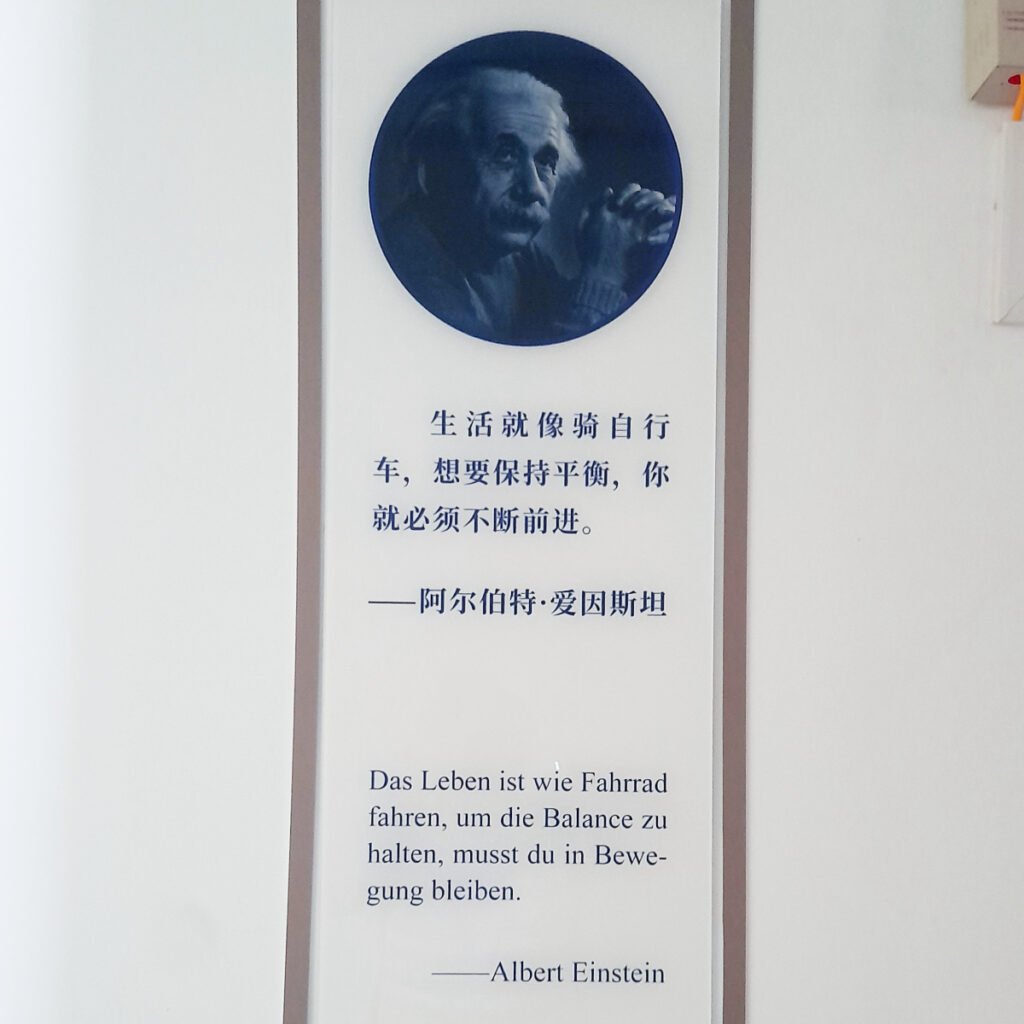 生活就像骑自行
车，想要保持平衡，你
就必须不断前进。
——阿尔伯特·爱因斯坦
Das Leben ist wie Fahrrad
fahren, um die Balance zu
halten, musst du in Bewe-
gung bleiben.
——Albert Einstein